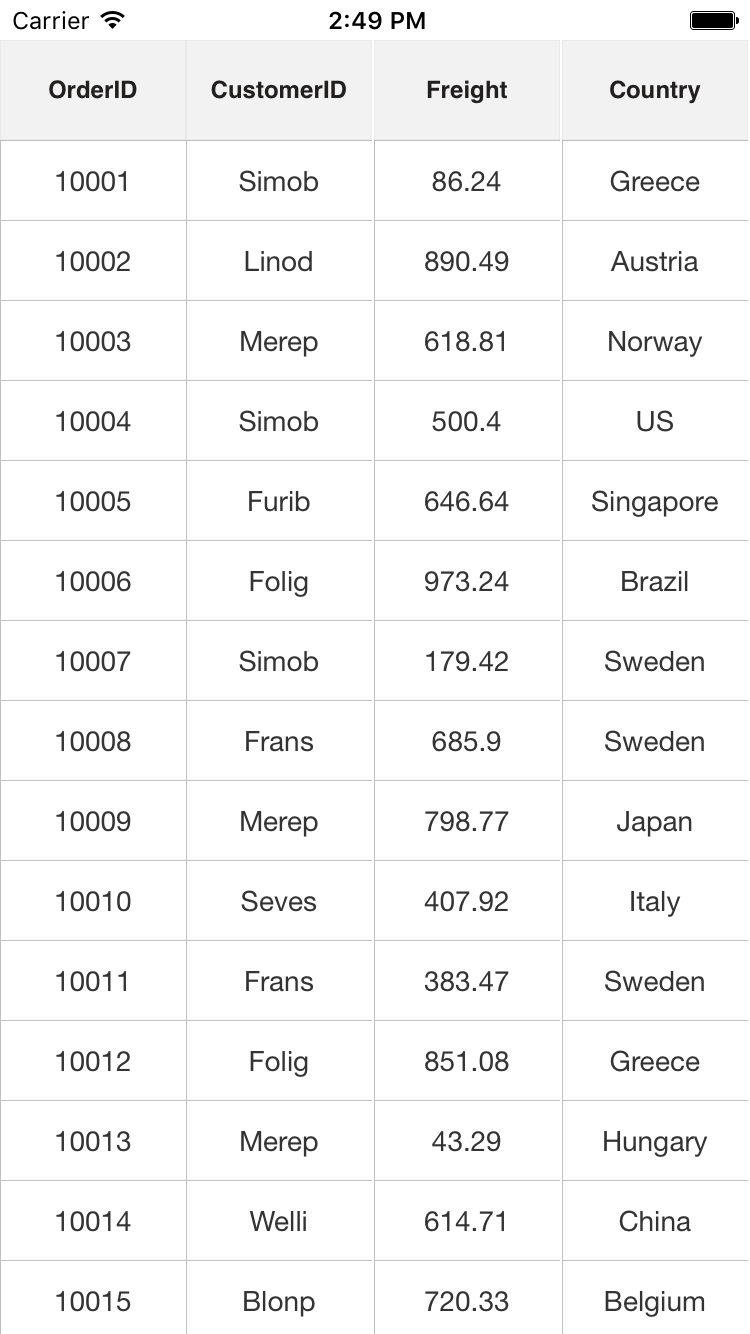 Carrier 2:49 PM
OrderID CustomerID Freight Country
10001 Simob 86.24 Greece
10002 Linod 890.49 Austria
10003 Merep 618.81 Norway
10004 Simob 500.4 US
10005 Furib 646.64 Singapore
10006 Folig 973.24 Brazil
10007 Simob 179.42 Sweden
10008 Frans 685.9 Sweden
10009 Merep 798.77 Japan
10010 Seves 407.92 Italy
10011 Frans 383.47 Sweden
10012 Folig 851.08 Greece
10013 Merep 43.29 Hungary
10014 Welli 614.71 China
10015 Blonp 720.33 Belgium